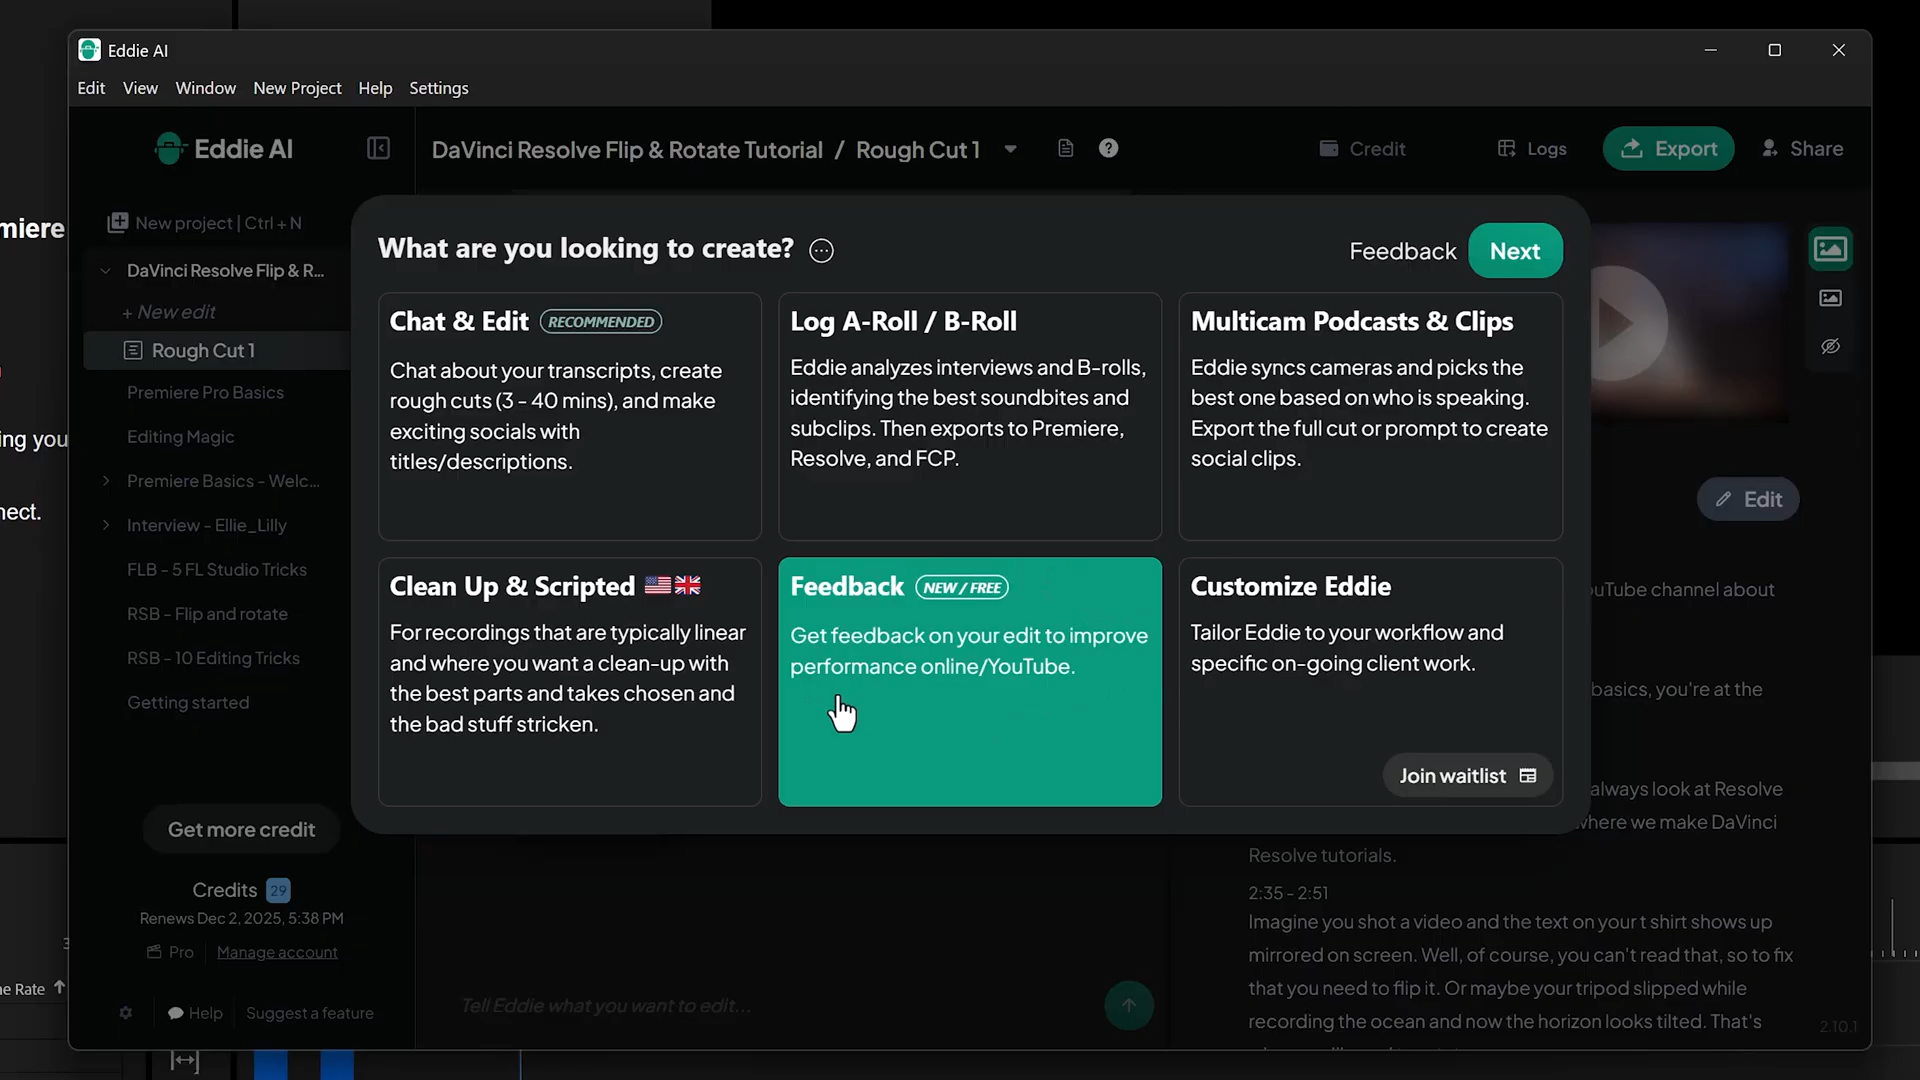 Eddie AI
Edit View Window New Project Help Settings
Eddie AI
DaVinci Resolve Flip & Rotate Tutorial / Rough Cut 1
Credit
Logs
Export
Share
New project | Ctrl + N
DaVinci Resolve Flip & R...
+ New edit
Rough Cut 1
Premiere Pro Basics
Editing Magic
Premiere Basics - Welc...
Interview - Ellie_Lilly
FLB - 5 FL Studio Tricks
RSB - Flip and rotate
RSB - 10 Editing Tricks
Getting started
Get more credit
Credits 29
Renews Dec 2, 2025, 5:38 PM
Pro
Manage account
Help
Suggest a feature
What are you looking to create?
Feedback
Next
Chat & Edit RECOMMENDED
Chat about your transcripts, create
rough cuts (3 - 40 mins), and make
exciting socials with
titles/descriptions.
Log A-Roll / B-Roll
Eddie analyzes interviews and B-rolls,
identifying the best soundbites and
subclips. Then exports to Premiere,
Resolve, and FCP.
Multicam Podcasts & Clips
Eddie syncs cameras and picks the
best one based on who is speaking.
Export the full cut or prompt to create
social clips.
Clean Up & Scripted
For recordings that are typically linear
and where you want a clean-up with
the best parts and takes chosen and
the bad stuff stricken.
Feedback NEW / FREE
Get feedback on your edit to improve
performance online/YouTube.
Customize Eddie
Tailor Eddie to your workflow and
specific on-going client work.
Join waitlist
Edit
uTube channel about
basics, you're at the
always look at Resolve
where we make DaVinci
Resolve tutorials.
2:35 - 2:51
Imagine you shot a video and the text on your t shirt shows up
mirrored on screen. Well, of course, you can't read that, so to fix
that you need to flip it. Or maybe your tripod slipped while
recording the ocean and now the horizon looks tilted. That's
Tell Eddie what you want to edit...
2.10.1
miere
ing you
nect.
ne Rate